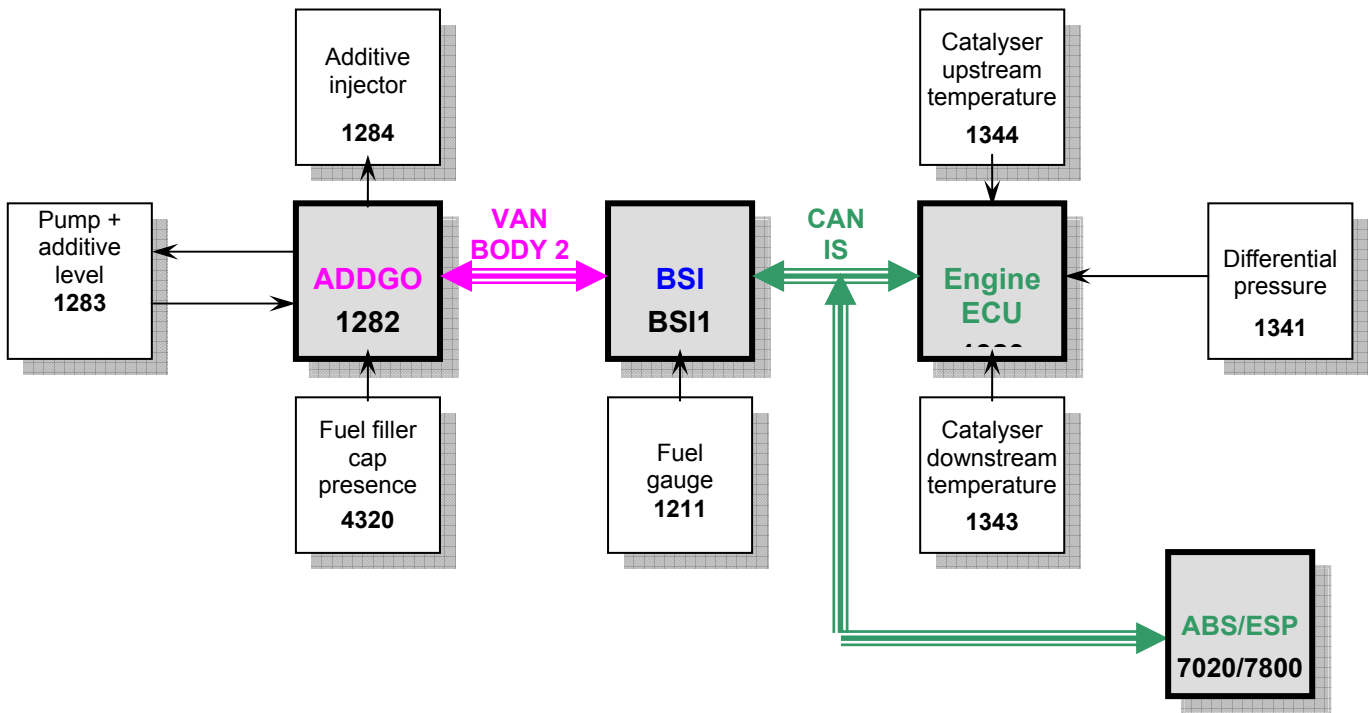 Additive
injector
1284
Catalyser
upstream
temperature
1344
Pump +
additive
level
1283
ADDGO
1282
VAN
BODY 2
BSI
BSI1
CAN
IS
Engine
ECU
Differential
pressure
1341
Fuel filler
cap
presence
4320
Fuel
gauge
1211
Catalyser
downstream
temperature
1343
ABS/ESP
7020/7800